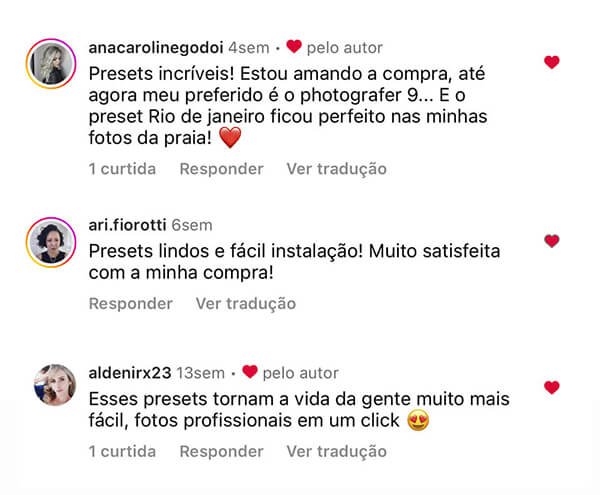 anacarolinegodoi 4sem • ❤ pelo autor
Presets incríveis! Estou amando a compra, até
agora meu preferido é o photografer 9... E o
preset Rio de janeiro ficou perfeito nas minhas
fotos da praia! ❤️
1 curtida Responder Ver tradução
ari.fiorotti 6sem
Presets lindos e fácil instalação! Muito satisfeita
com a minha compra!
Responder Ver tradução
aldenirx23 13sem • ❤ pelo autor
Esses presets tornam a vida da gente muito mais
fácil, fotos profissionais em um click 😍
1 curtida Responder Ver tradução